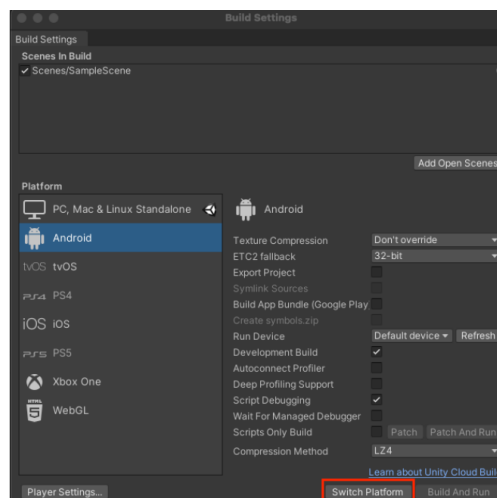 Build Settings
Build Settings
Scenes In Build
Scenes/SampleScene
Add Open Scenes
Platform
PC, Mac & Linux Standalone
Android
tvOS tvOS
PS4 PS4
iOS iOS
PS5 PS5
Xbox One
WebGL
Android
Texture Compression Don't override
ETC2 fallback 32-bit
Export Project
Symlink Sources
Build App Bundle (Google Play
Create symbols.zip
Run Device Default device Refresh
Development Build
Autoconnect Profiler
Deep Profiling Support
Script Debugging
Wait For Managed Debugger
Scripts Only Build Patch Patch And Run
Compression Method LZ4
Learn about Unity Cloud Buil
Player Settings... Switch Platform Build And Run